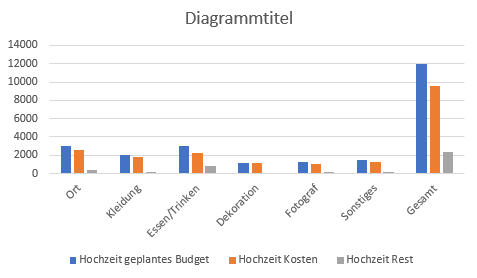 Diagrammtitel
14000
12000
10000
8000
6000
4000
2000
0
Ort
Kleidung
Essen/Trinken
Dekoration
Fotograf
Sonstiges
Gesamt
Hochzeit geplantes Budget Hochzeit Kosten Hochzeit Rest